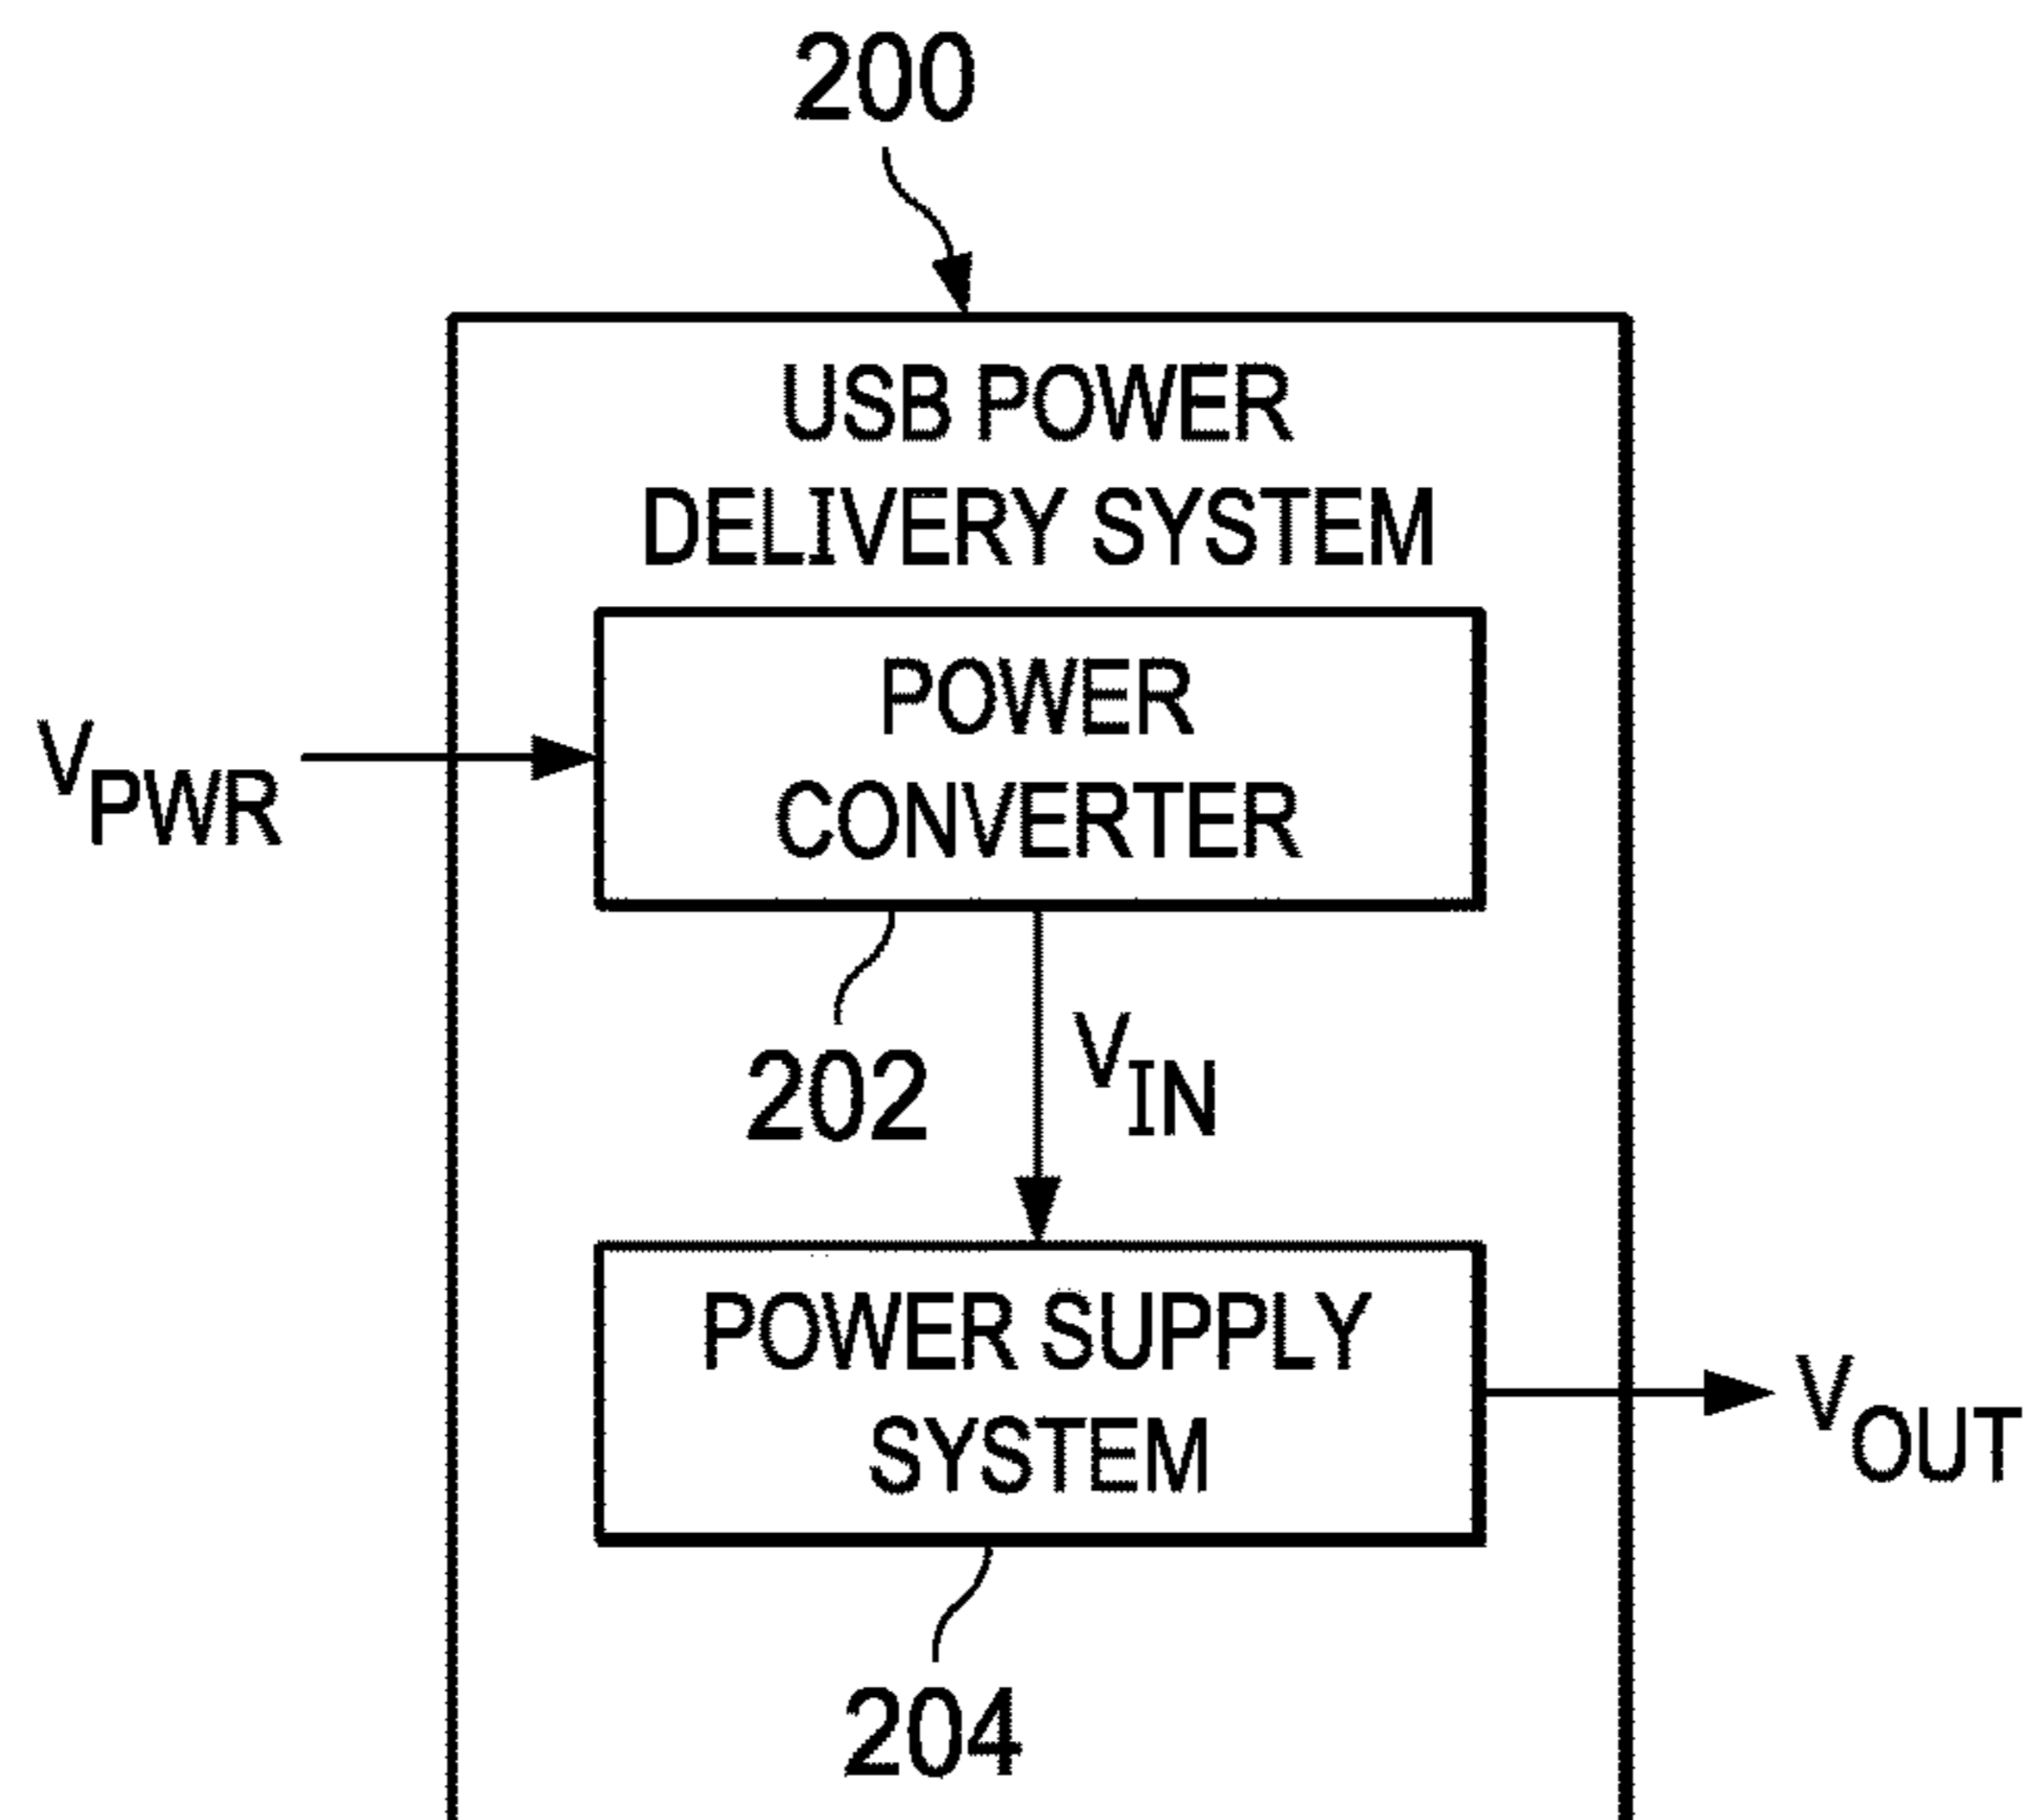 200
USB POWER
DELIVERY SYSTEM
POWER
CONVERTER
VPWR
202
VIN
POWER SUPPLY
SYSTEM
VOUT
204